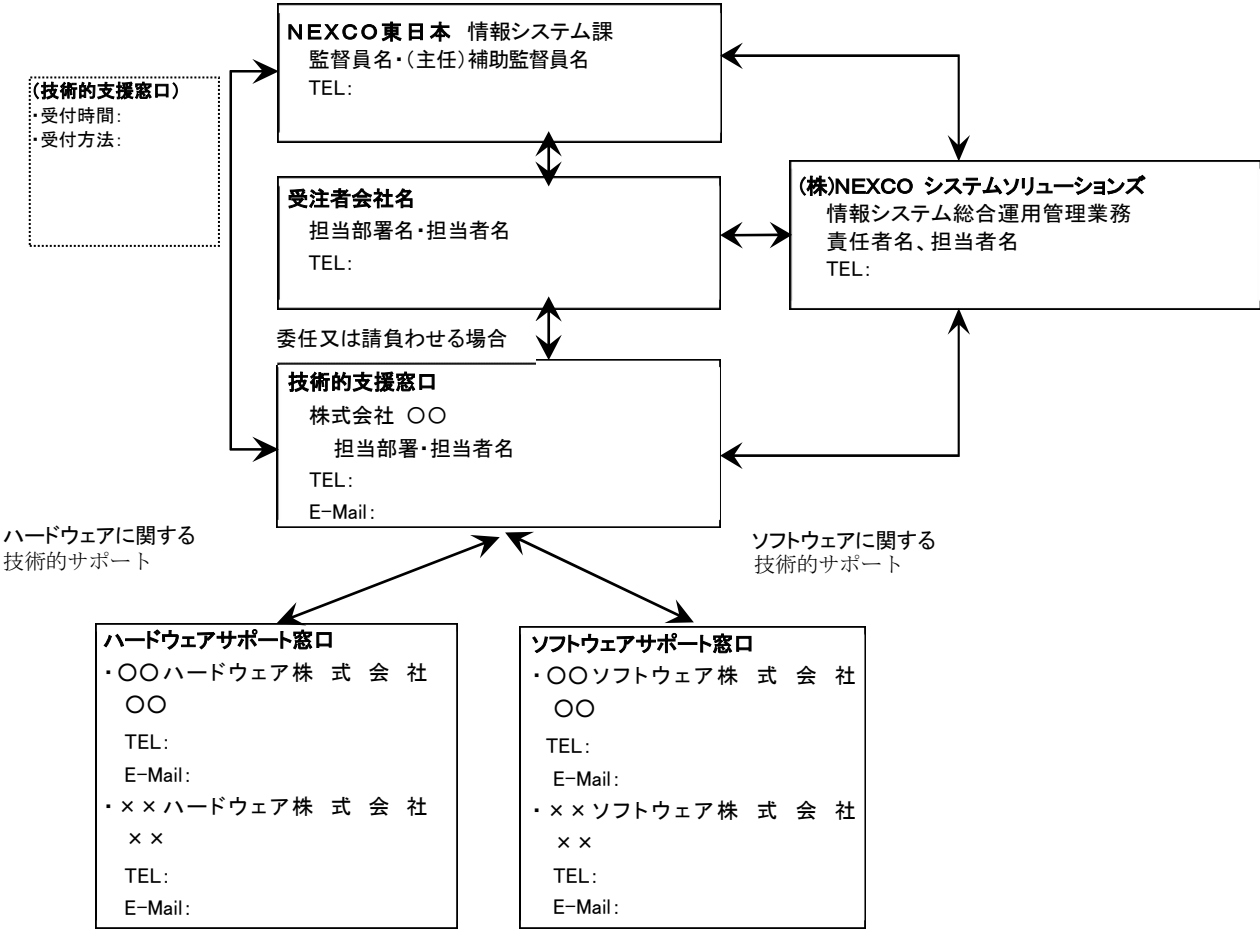 NEXCO東日本 情報システム課
監督員名・(主任)補助監督員名
TEL:
(技術的支援窓口)
・受付時間:
・受付方法:
受注者会社名
担当部署名・担当者名
TEL:
(株)NEXCO システムソリューションズ
情報システム総合運用管理業務
責任者名、担当者名
TEL:
委任又は請負わせる場合
技術的支援窓口
株式会社 〇〇
担当部署・担当者名
TEL:
E-Mail:
ハードウェアに関する
技術的サポート
ソフトウェアに関する
技術的サポート
ハードウェアサポート窓口
・〇〇ハードウェア株 式 会 社
〇〇
TEL:
E-Mail:
・××ハードウェア株 式 会 社
××
TEL:
E-Mail:
ソフトウェアサポート窓口
・〇〇ソフトウェア株 式 会 社
〇〇
TEL:
E-Mail:
・××ソフトウェア株 式 会 社
××
TEL:
E-Mail: